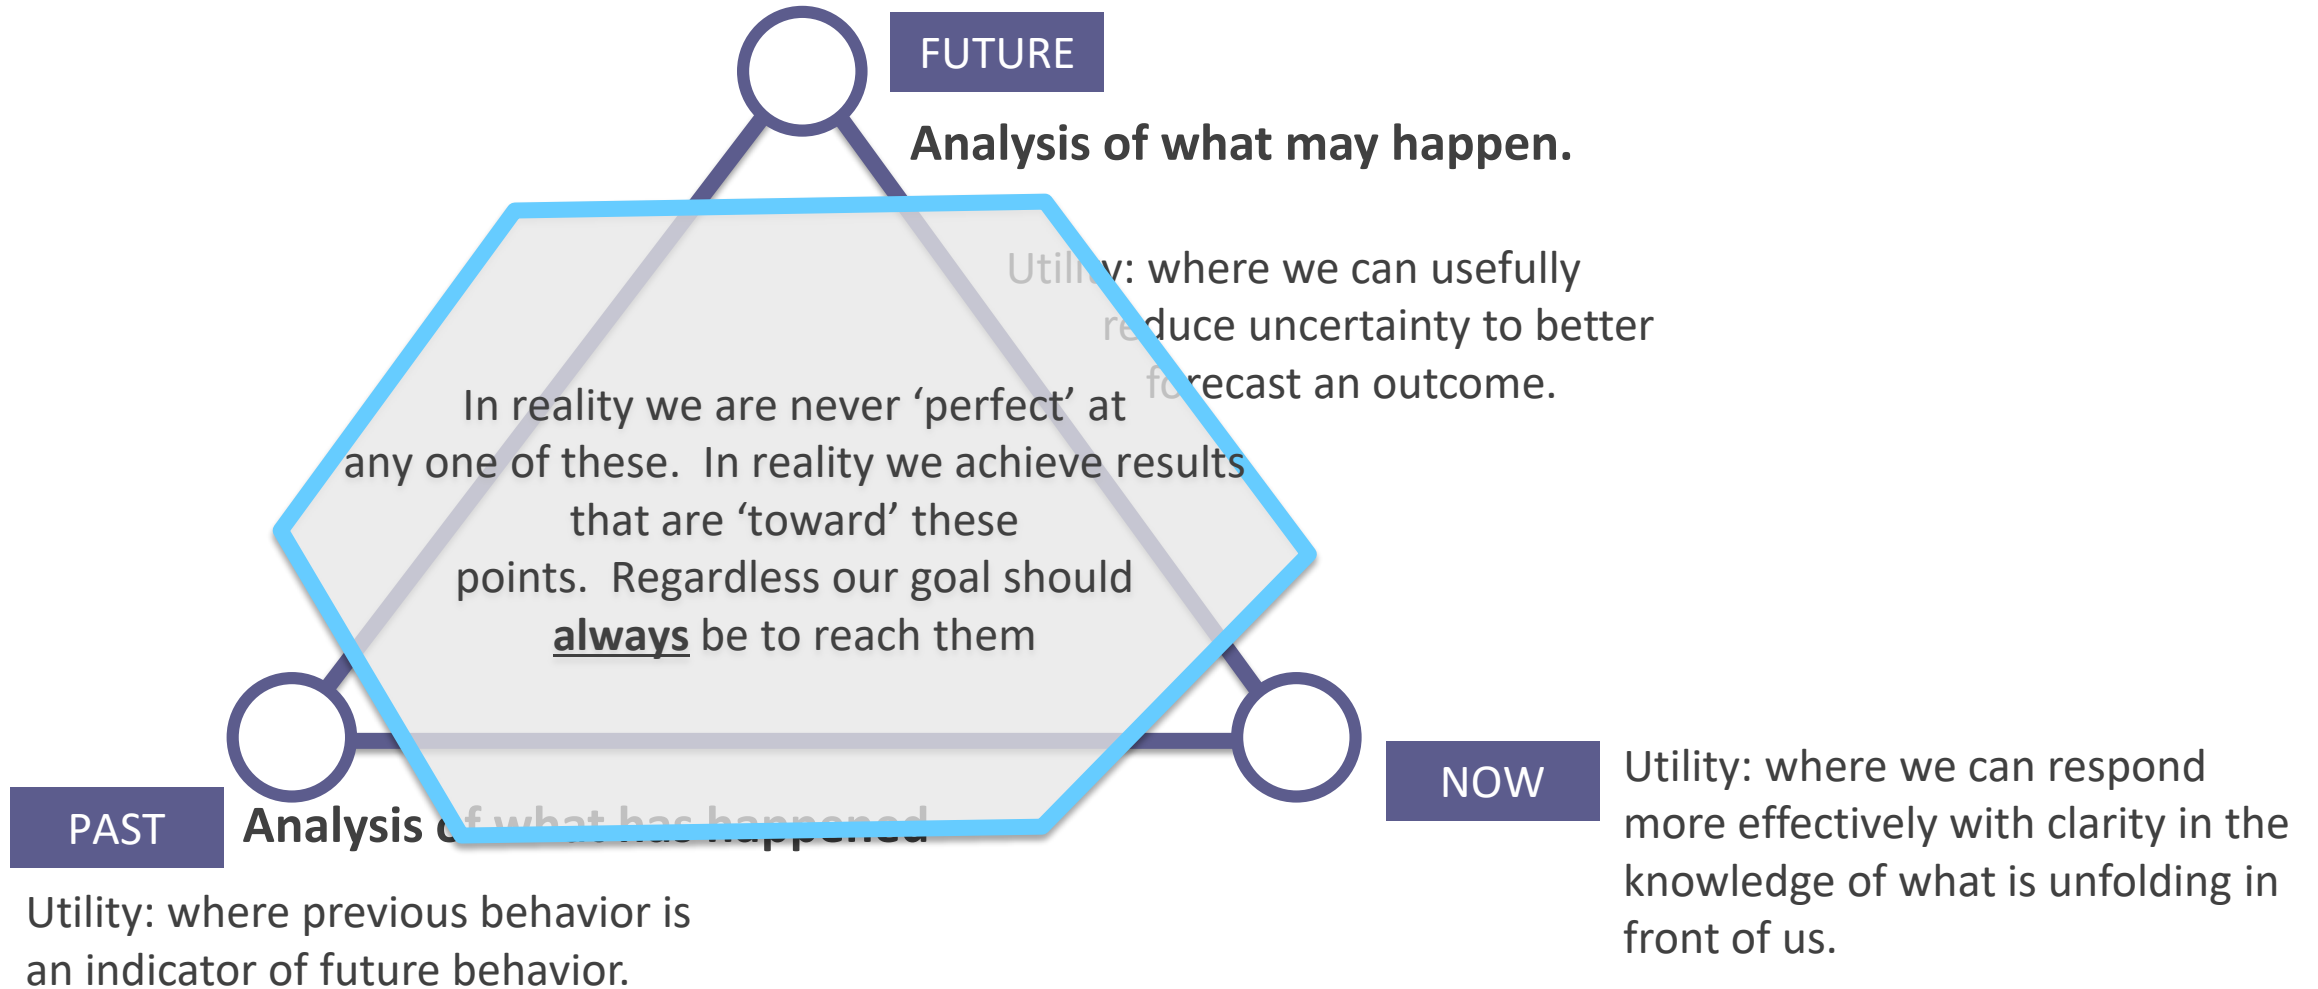 FUTURE
Analysis of what may happen.
Utility: where we can usefully
reduce uncertainty to better
forecast an outcome.
In reality we are never ‘perfect’ at
any one of these.  In reality we achieve results
that are ‘toward’ these
points.  Regardless our goal should
always be to reach them
PAST
Analysis of what has happened
Utility: where previous behavior is
an indicator of future behavior.
NOW
Utility: where we can respond
more effectively with clarity in the
knowledge of what is unfolding in
front of us.